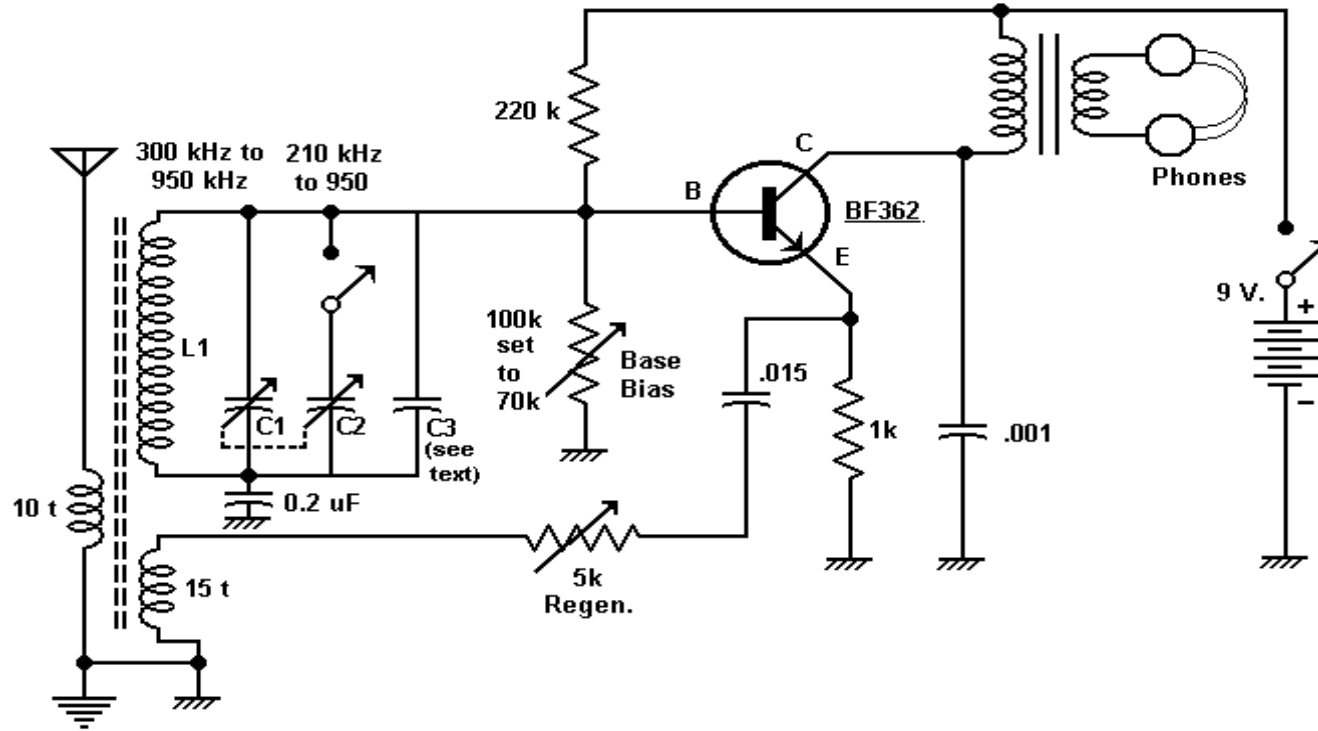 220 k
300 kHz to
950 kHz
210 kHz
to 950
C
B
BF362
E
Phones
9 V.
+
–
L1
C1
C2
C3
(see
text)
100k
set
to
70k
Base
Bias
.015
1k
.001
10 t
0.2 uF
15 t
5k
Regen.